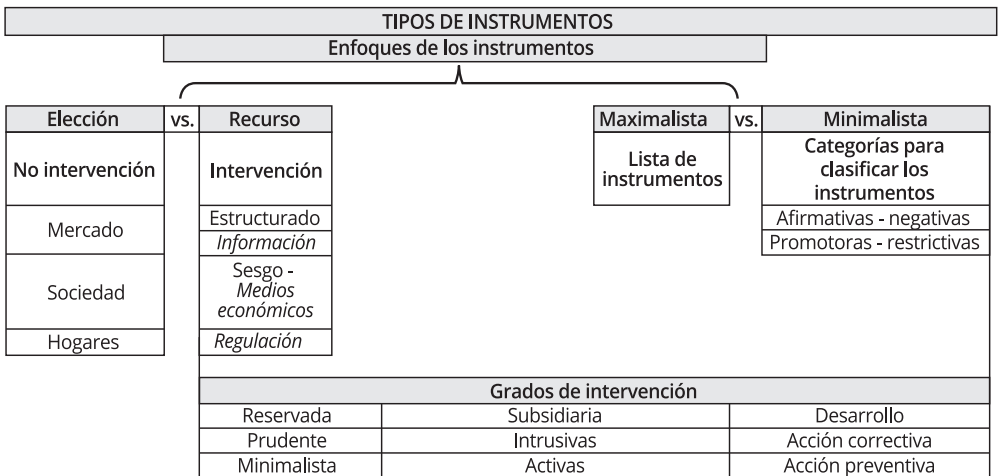 TIPOS DE INSTRUMENTOS
Enfoques de los instrumentos
Elección vs. Recurso
No intervención
Intervención
Mercado
Estructurado
Información
Sociedad
Sesgo -
Medios
económicos
Hogares
Regulación
Maximalista vs. Minimalista
Lista de
instrumentos
Categorías para
clasificar los
instrumentos
Afirmativas - negativas
Promotoras - restrictivas
Grados de intervención
Reservada Subsidiaria Desarrollo
Prudente Intrusivas Acción correctiva
Minimalista Activas Acción preventiva